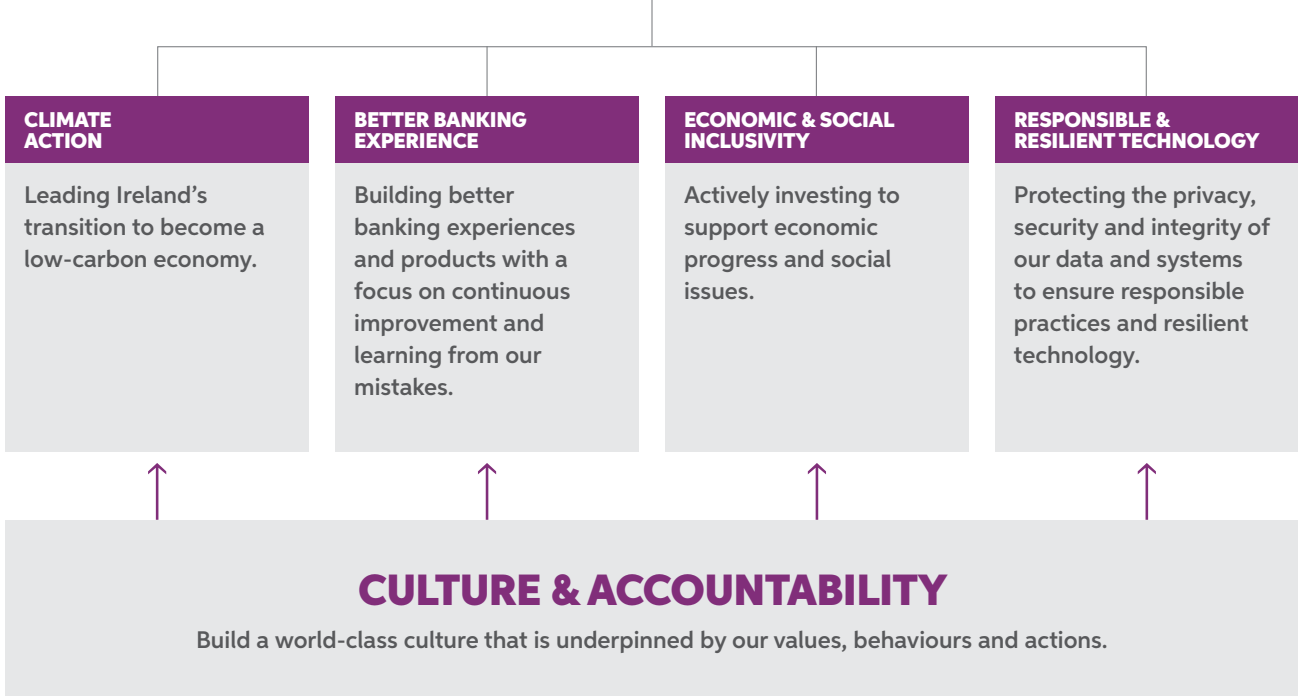 CLIMATE
ACTION
Leading Ireland’s
transition to become a
low-carbon economy.
BETTER BANKING
EXPERIENCE
Building better
banking experiences
and products with a
focus on continuous
improvement and
learning from our
mistakes.
ECONOMIC & SOCIAL
INCLUSIVITY
Actively investing to
support economic
progress and social
issues.
RESPONSIBLE &
RESILIENT TECHNOLOGY
Protecting the privacy,
security and integrity of
our data and systems
to ensure responsible
practices and resilient
technology.
CULTURE & ACCOUNTABILITY
Build a world-class culture that is underpinned by our values, behaviours and actions.